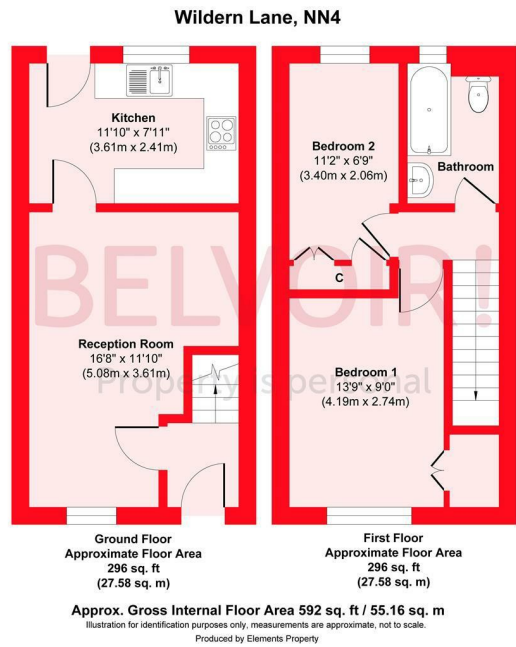 Wildern Lane, NN4
Kitchen
11'10" x 7'11"
(3.61m x 2.41m)
Reception Room
16'8" x 11'10"
(5.08m x 3.61m)
Bedroom 2
11'2" x 6'9"
(3.40m x 2.06m)
Bathroom
C
Bedroom 1
13'9" x 9'0"
(4.19m x 2.74m)
BELVOIR!
Property is personal
Ground Floor
Approximate Floor Area
296 sq. ft
(27.58 sq. m)
First Floor
Approximate Floor Area
296 sq. ft
(27.58 sq. m)
Approx. Gross Internal Floor Area 592 sq. ft / 55.16 sq. m
Illustration for identification purposes only, measurements are approximate, not to scale.
Produced by Elements Property